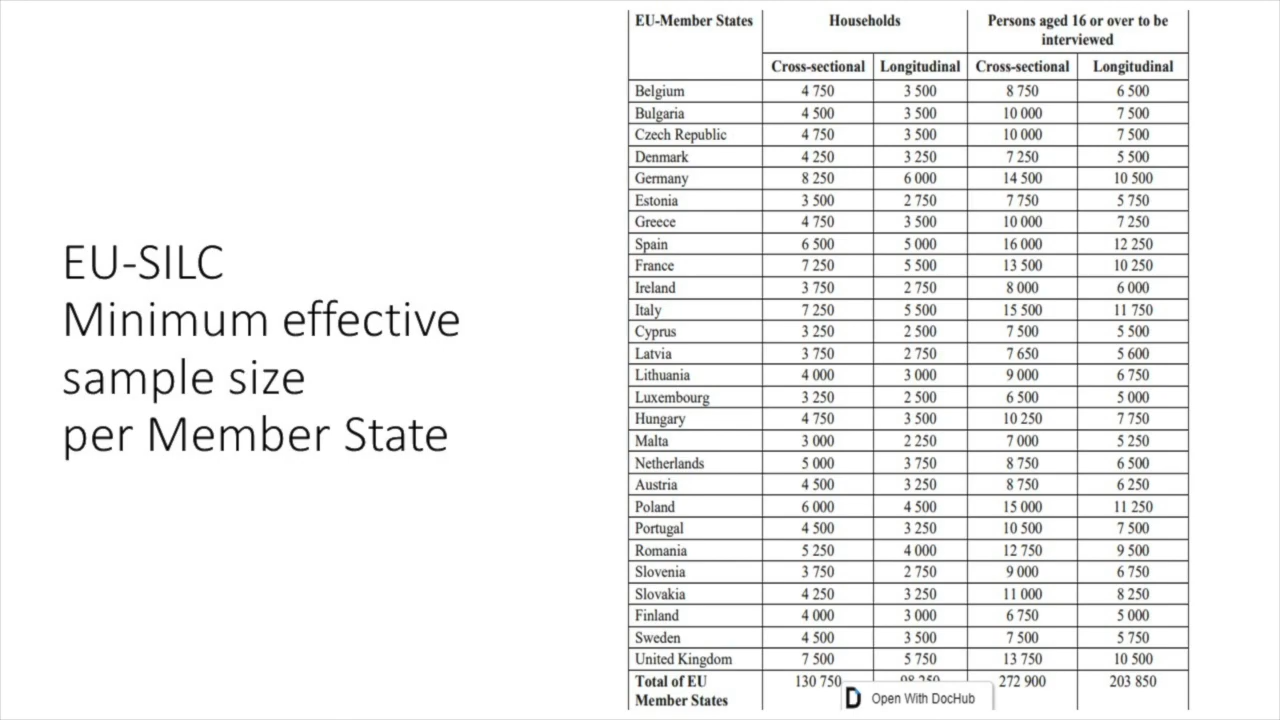 EU-SILC
Minimum effective
sample size
per Member State
EU-Member States Households Persons aged 16 or over to be
interviewed
Cross-sectional Longitudinal Cross-sectional Longitudinal
Belgium 4 750 3 500 8 750 6 500
Bulgaria 4 500 3 500 10 000 7 500
Czech Republic 4 750 3 500 10 000 7 500
Denmark 4 250 3 250 7 250 5 500
Germany 8 250 6 000 14 500 10 500
Estonia 3 500 2 750 7 750 5 750
Greece 4 750 3 500 10 000 7 250
Spain 6 500 5 000 16 000 12 250
France 7 250 5 500 13 500 10 250
Ireland 3 750 2 750 8 000 6 000
Italy 7 250 5 500 15 500 11 750
Cyprus 3 250 2 500 7 500 5 500
Latvia 3 750 2 750 7 650 5 600
Lithuania 4 000 3 000 9 000 6 750
Luxembourg 3 250 2 500 6 500 5 000
Hungary 4 750 3 500 10 250 7 750
Malta 3 000 2 250 7 000 5 250
Netherlands 5 000 3 750 8 750 6 500
Austria 4 500 3 250 8 750 6 250
Poland 6 000 4 500 15 000 11 250
Portugal 4 500 3 250 10 500 7 500
Romania 5 250 4 000 12 750 9 500
Slovenia 3 750 2 750 9 000 6 750
Slovakia 4 250 3 250 11 000 8 250
Finland 4 000 3 000 6 750 5 000
Sweden 4 500 3 500 7 500 5 750
United Kingdom 7 500 5 750 13 750 10 500
Total of EU 130 750 272 900 203 850
Member States
Open With DocHub